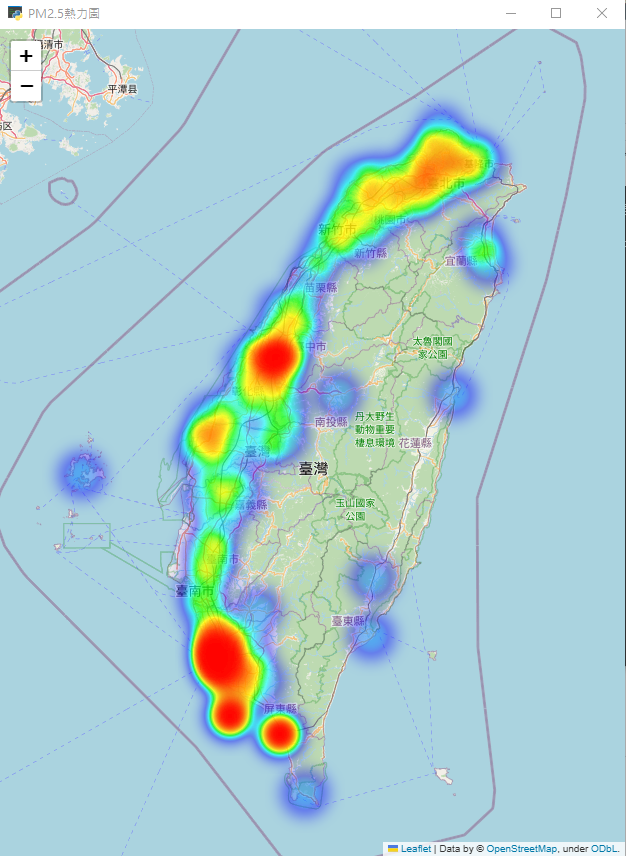 PM2.5熱力圖
福清市
+
−
平潭县
臺北市
桃園市
新竹市
新竹縣
宜蘭縣
苗栗縣
太魯閣國
家公園
中市
南投縣
丹大野生
動物重要
棲息環境
花蓮縣
臺灣
臺灣
玉山國家
公園
嘉義縣
臺南市
臺南市
臺東縣
屏東縣
Leaflet | Data by © OpenStreetMap, under ODbL.